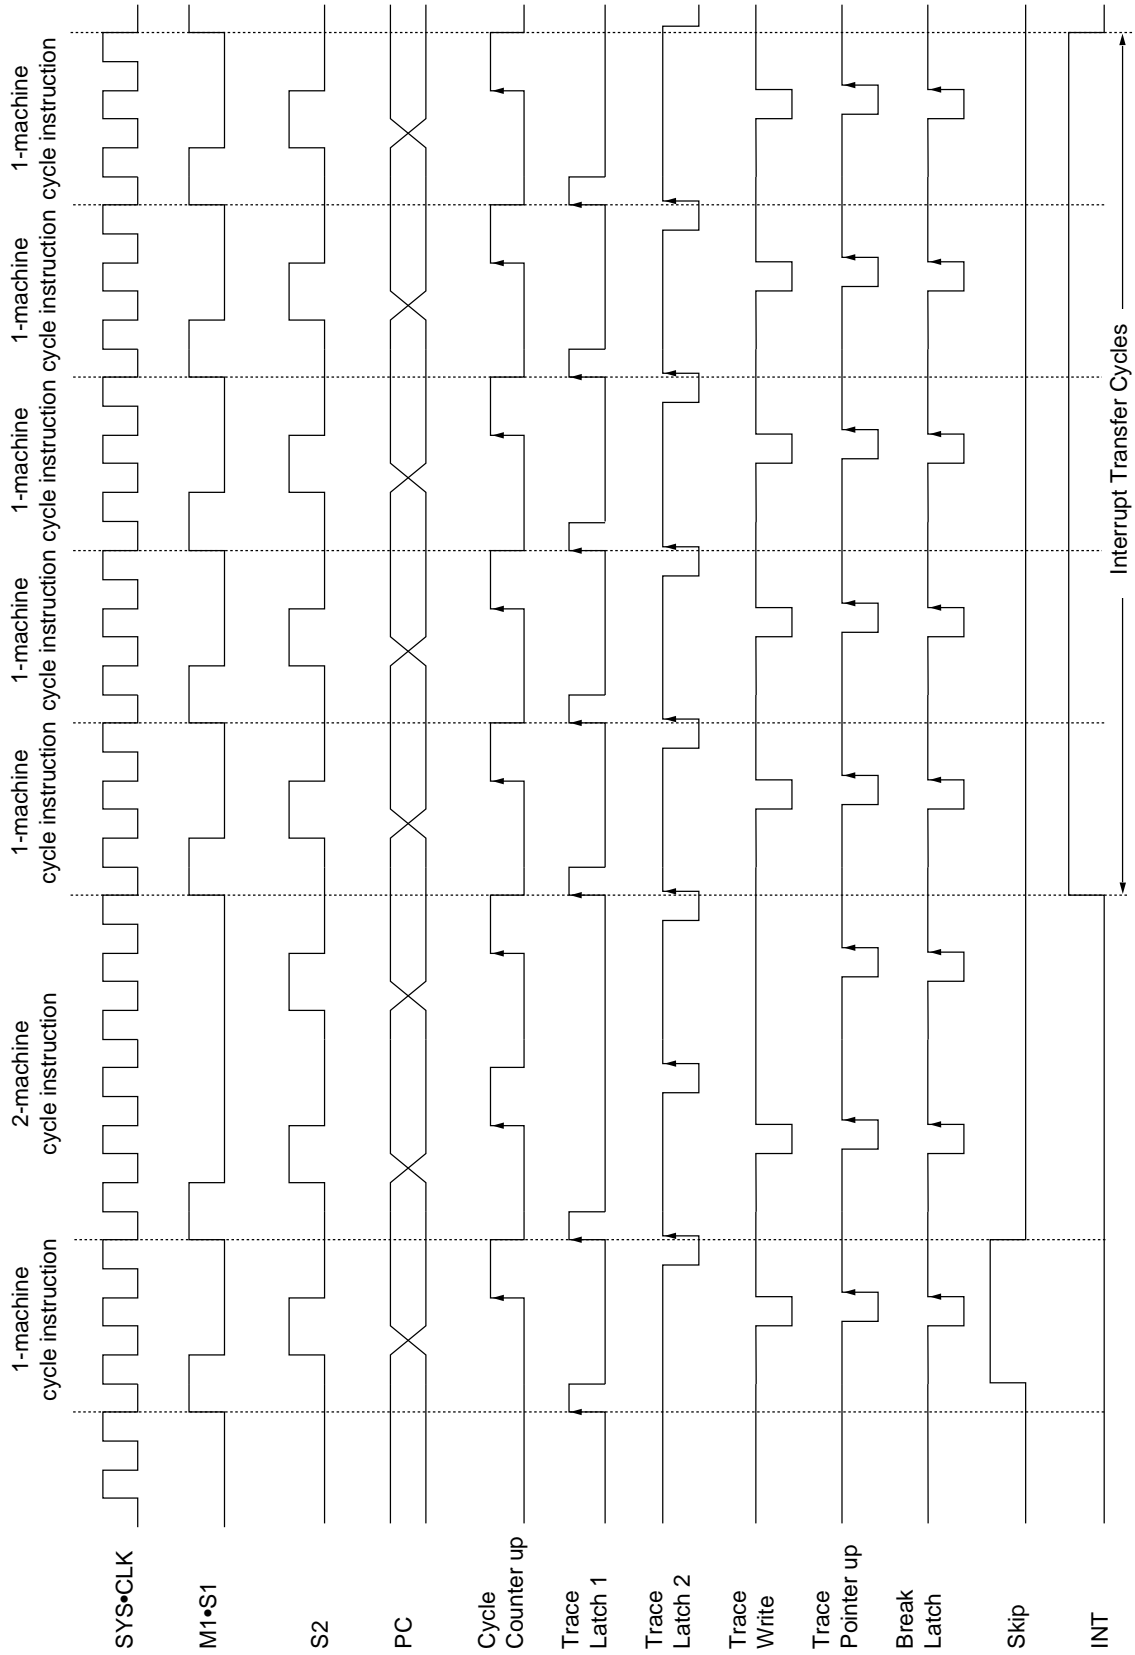 1-machine
cycle instruction
2-machine
cycle instruction
1-machine
cycle instruction
1-machine
cycle instruction
1-machine
cycle instruction
1-machine
cycle instruction
1-machine
cycle instruction
SYS•CLK
M1•S1
S2
PC
Cycle
Counter up
Trace
Latch 1
Trace
Latch 2
Trace
Write
Trace
Pointer up
Break
Latch
Skip
INT
Interrupt Transfer Cycles